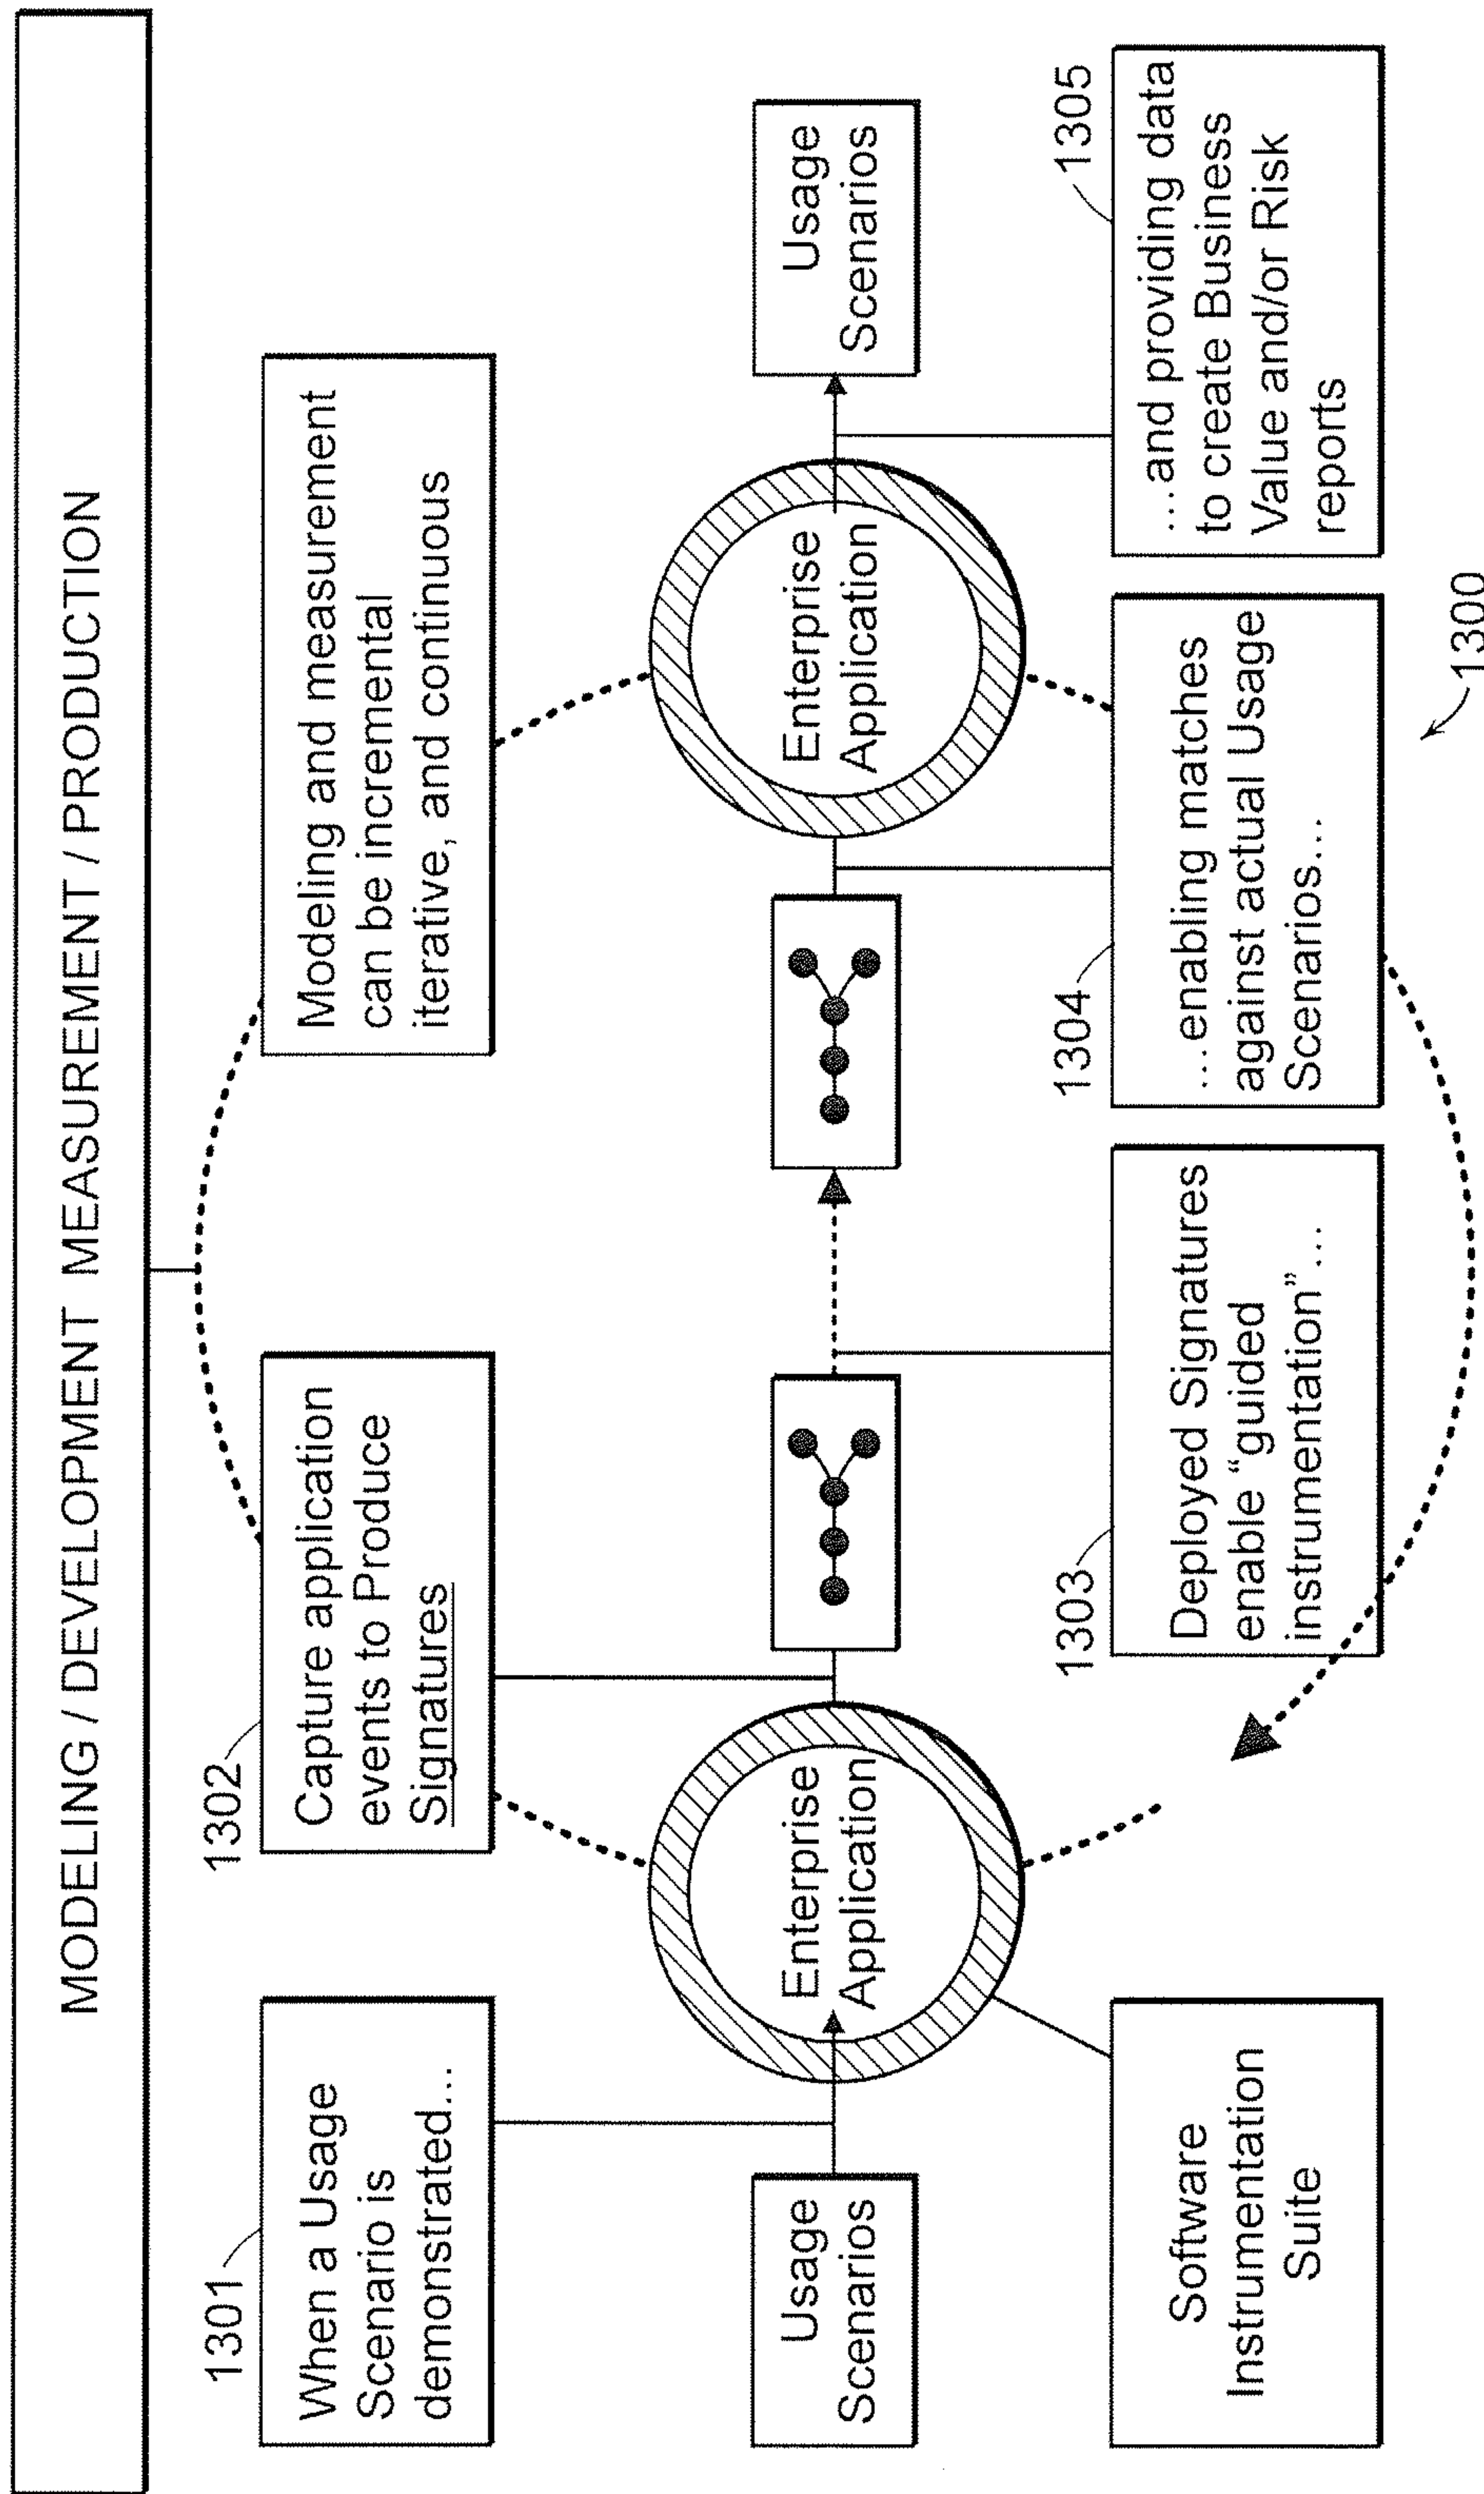 MODELING / DEVELOPMENT MEASUREMENT / PRODUCTION
1301
When a Usage
Scenario is
demonstrated...
1302
Capture application
events to Produce
Signatures
Modeling and measurement
can be incremental
iterative, and continuous
Usage
Scenarios
Enterprise
Application
Enterprise
Application
Usage
Scenarios
Software
Instrumentation
Suite
1303
Deployed Signatures
enable “guided
instrumentation”...
1304
...enabling matches
against actual Usage
Scenarios...
1305
...and providing data
to create Business
Value and/or Risk
reports
1300